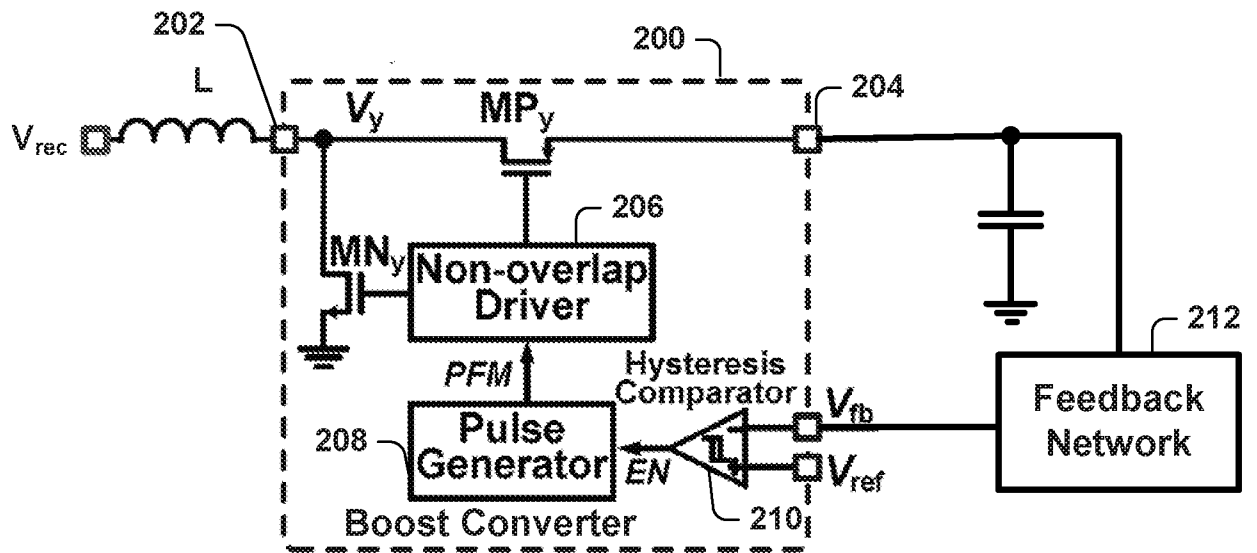 202
200
L
V_y
MP_y
204
V_rec
206
MN_y
Non-overlap
Driver
212
PFM
Hysteresis
Comparator
V_fb
Feedback
Network
208
Pulse
Generator
EN
V_ref
210
Boost Converter